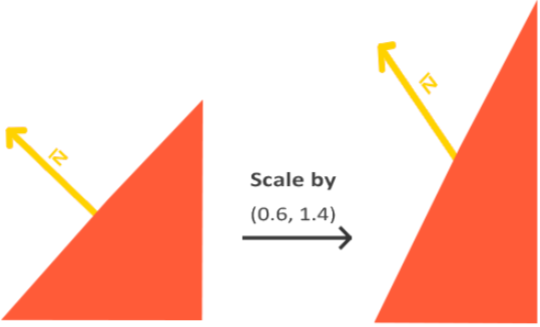 N̄
Scale by
(0.6, 1.4)
N̄